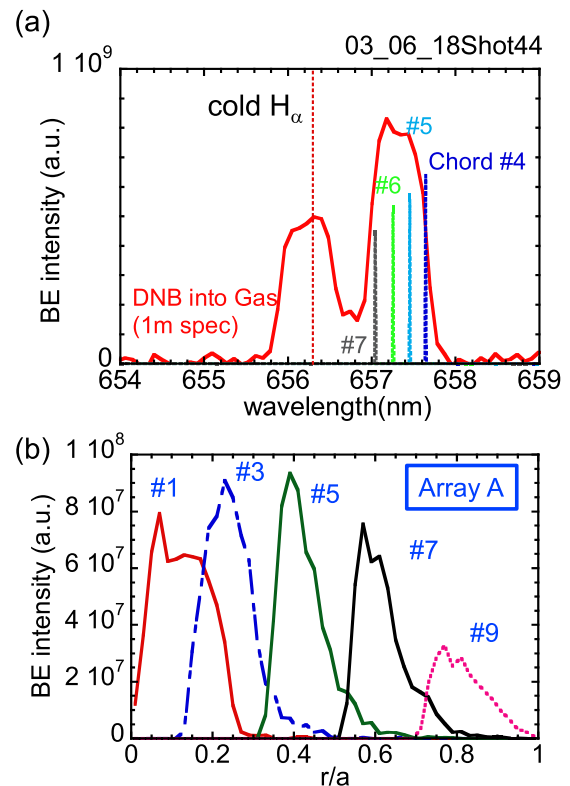 (a)
03_06_18Shot44
1 10⁹
cold Hα
#5
#6
Chord #4
DNB into Gas
(1m spec)
#7
BE intensity (a.u.)
0
654 655 656 657 658 659
wavelength(nm)
(b)
1 10⁸
#1
#3
#5
Array A
8 10⁷
#7
6 10⁷
4 10⁷
#9
2 10⁷
BE intensity (a.u.)
0
0 0.2 0.4 0.6 0.8 1
r/a